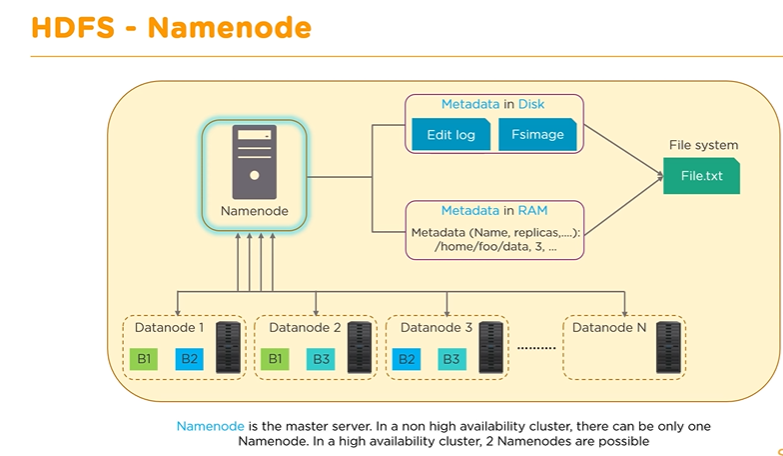 HDFS - Namenode
Metadata in Disk
Edit log
Fsimage
File system
File.txt
Namenode
Metadata in RAM
Metadata (Name, replicas,....):
/home/foo/data, 3, ...
Datanode 1
B1
B2
Datanode 2
B1
B3
Datanode 3
B2
B3
..........
Datanode N
Namenode is the master server. In a non high availability cluster, there can be only one
Namenode. In a high availability cluster, 2 Namenodes are possible